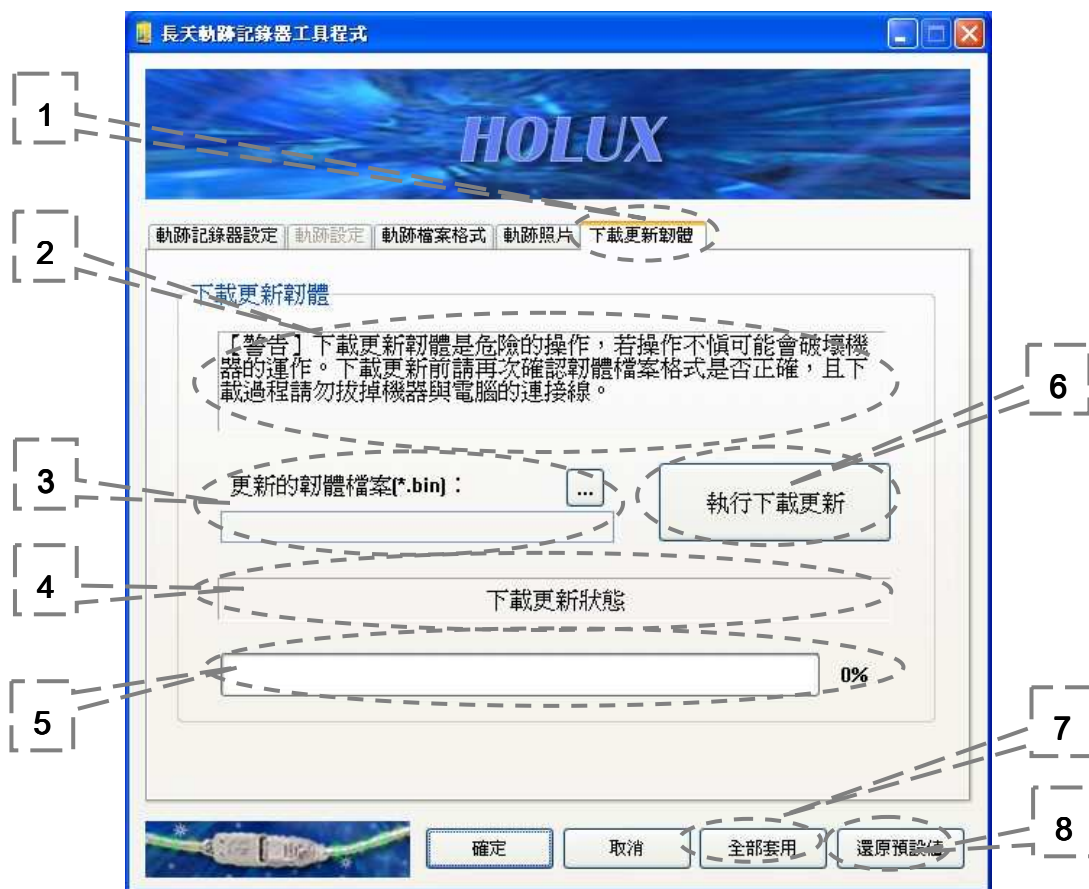 長天軌跡記錄器工具程式
HOLUX
1
軌跡記錄器設定 軌跡設定 軌跡檔案格式 軌跡照片 下載更新韌體
2
下載更新韌體
【警告】下載更新韌體是危險的操作，若操作不慎可能會破壞機
器的運作。下載更新前請再次確認韌體檔案格式是否正確，且下
載過程請勿拔掉機器與電腦的連接線。
6
3
更新的韌體檔案(*.bin)：
...
執行下載更新
4
下載更新狀態
5
0%
7
確定 取消 全部套用 還原預設值
8